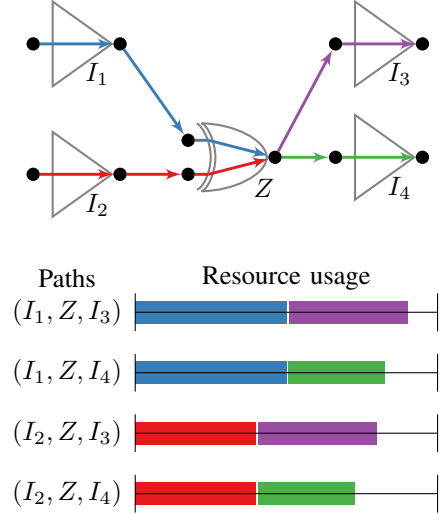 I₁
I₃
I₂
Z
I₄
Paths Resource usage
(I₁, Z, I₃)
(I₁, Z, I₄)
(I₂, Z, I₃)
(I₂, Z, I₄)